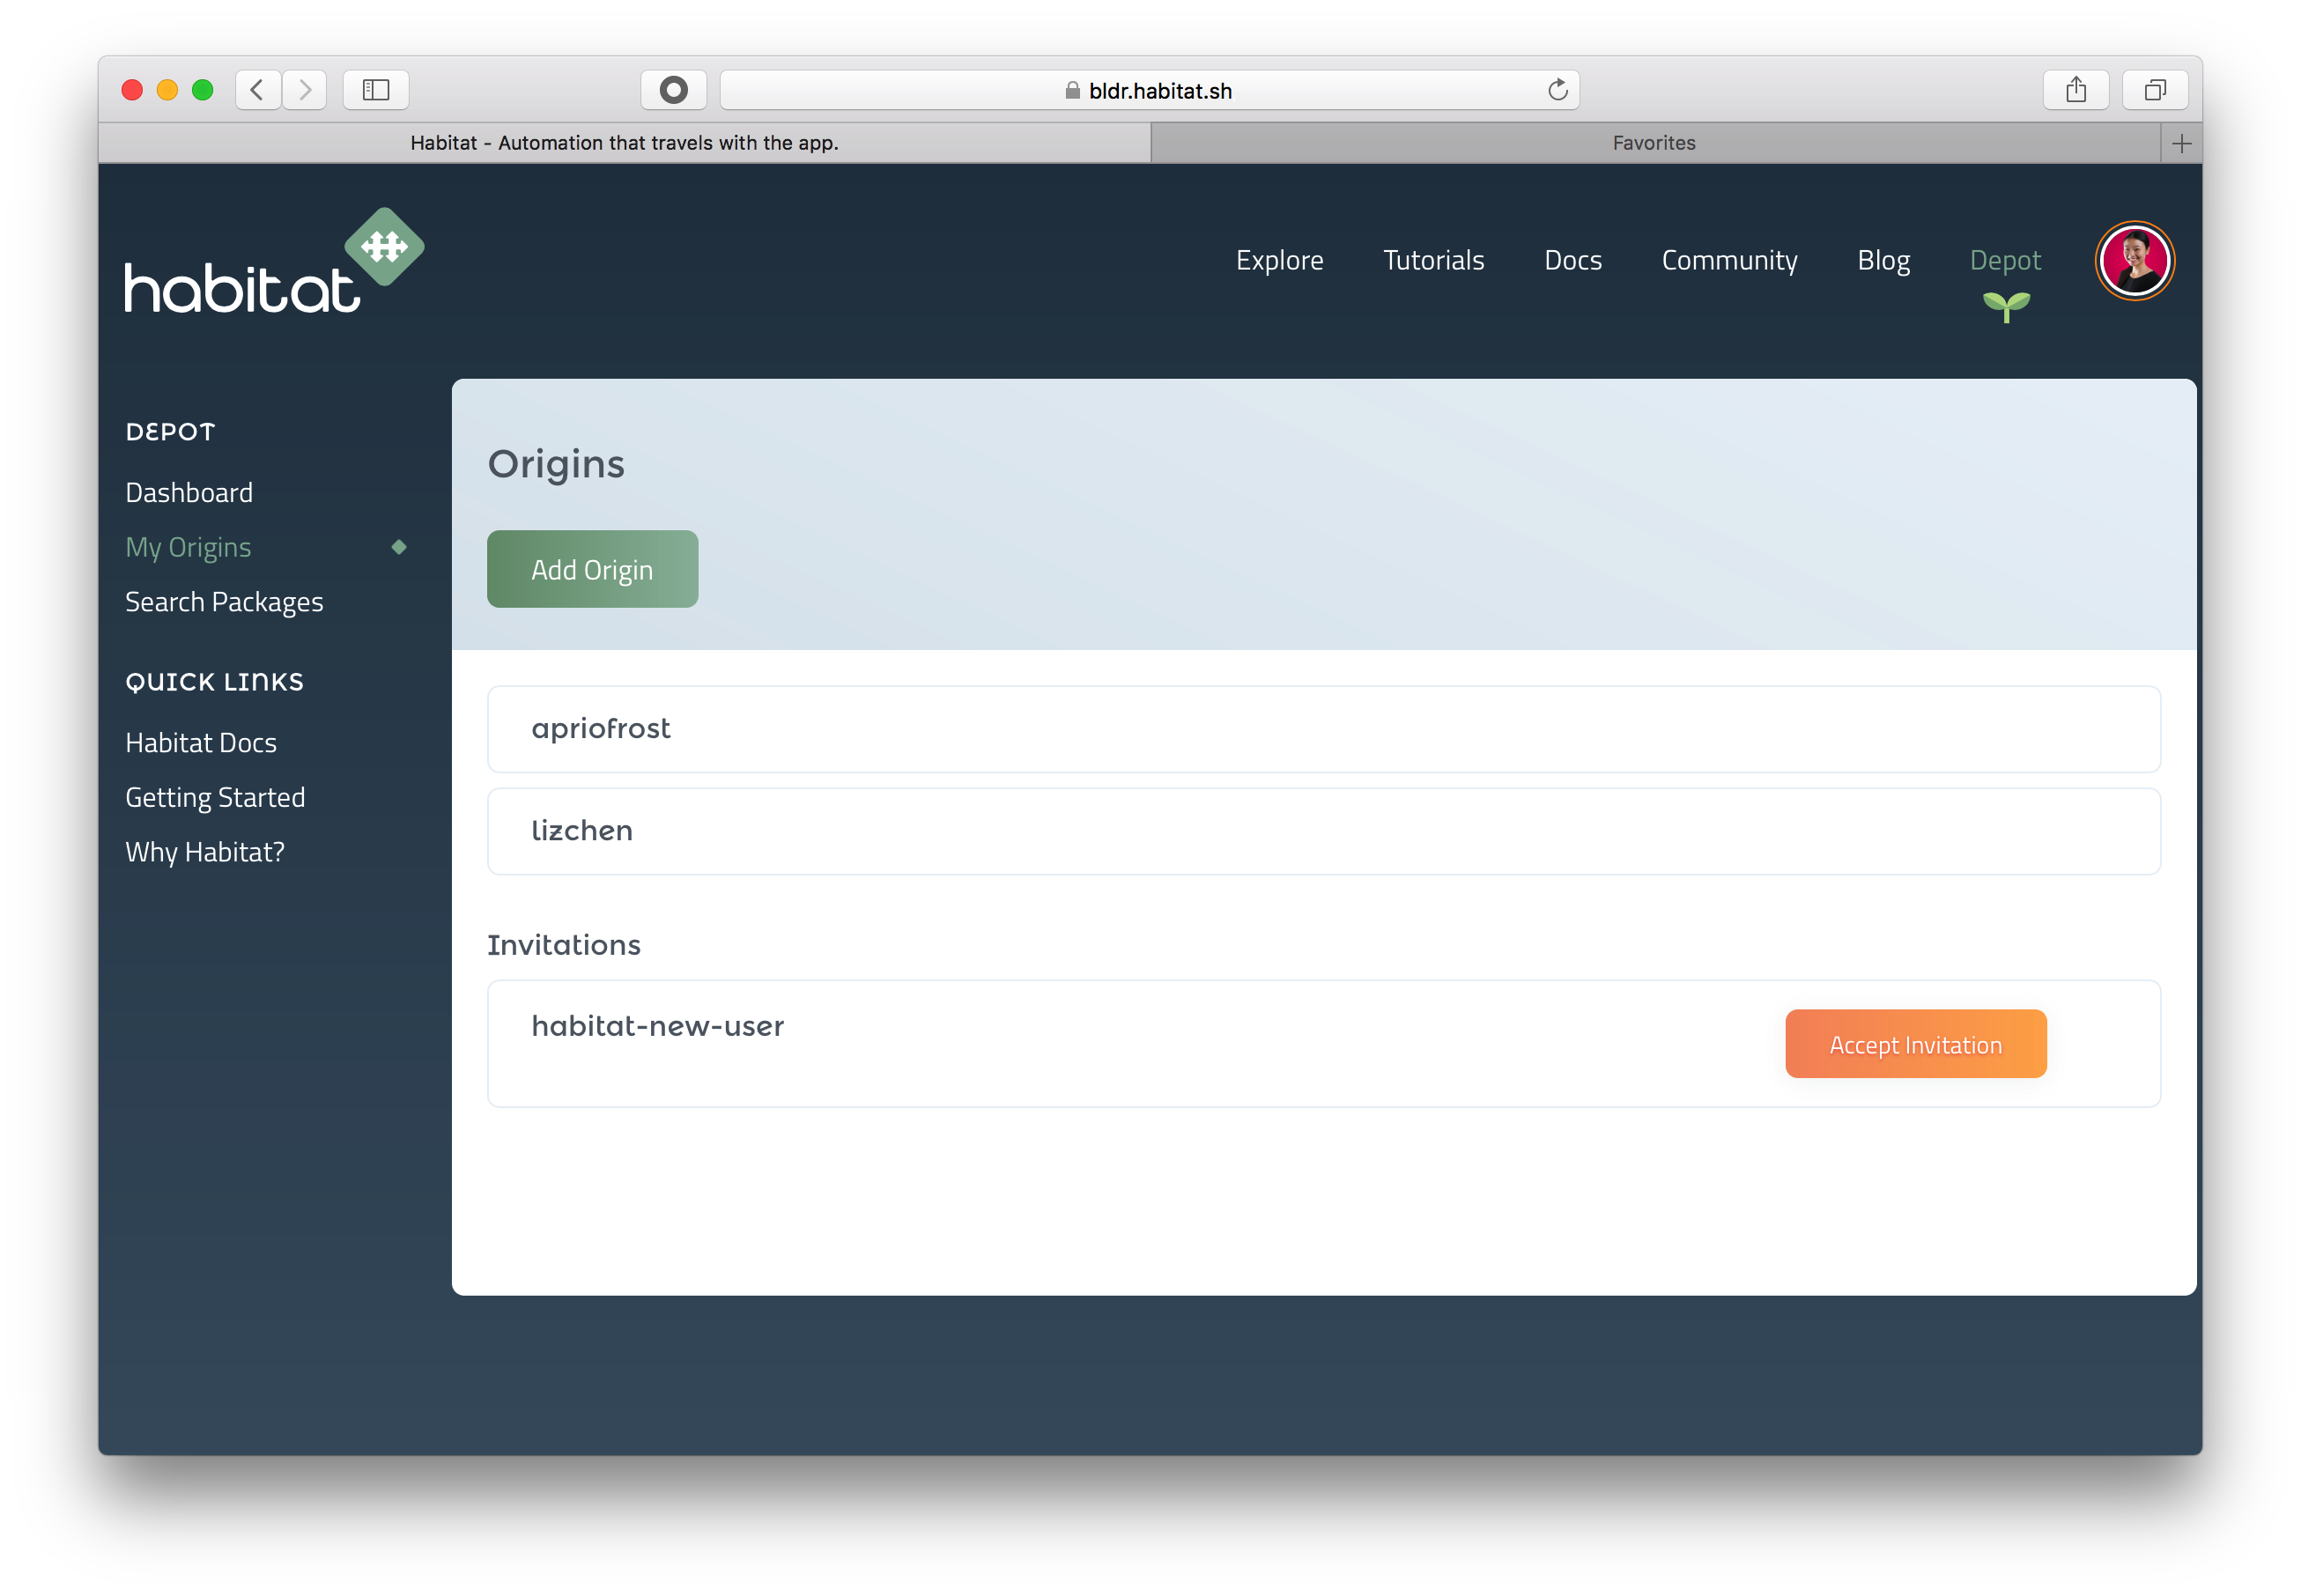 bldr.habitat.sh
Habitat - Automation that travels with the app.
Favorites
habitat
Explore
Tutorials
Docs
Community
Blog
Depot
DEPOT
Dashboard
My Origins
Search Packages
QUICK LINKS
Habitat Docs
Getting Started
Why Habitat?
Origins
Add Origin
apriofrost
lizchen
Invitations
habitat-new-user
Accept Invitation